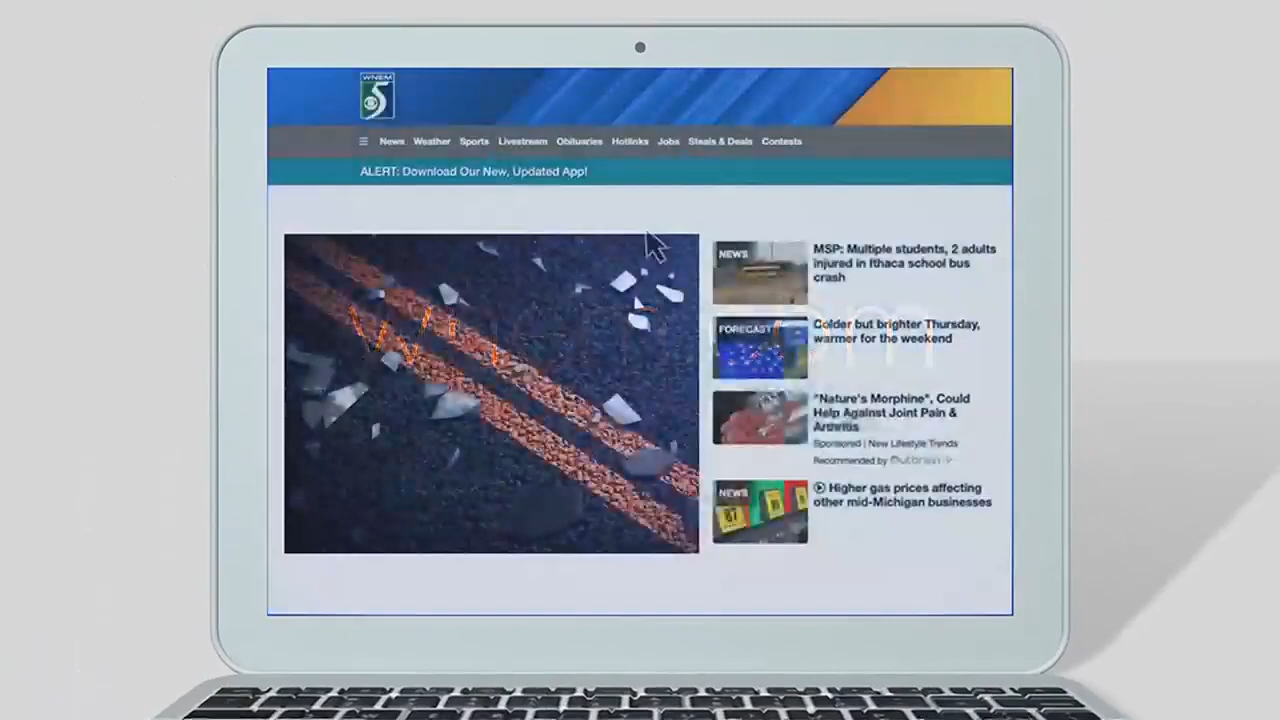 WNEM
5
News Weather Sports Livestream Obituaries Hotlinks Jobs Steals & Deals Contests
ALERT: Download Our New, Updated App!
NEWS
MSP: Multiple students, 2 adults
injured in Ithaca school bus
crash
FORECAST
Colder but brighter Thursday,
warmer for the weekend
"Nature's Morphine", Could
Help Against Joint Pain &
Arthritis
Sponsored | New Lifestyle Trends
Recommended by Outbrain
NEWS
Higher gas prices affecting
other mid-Michigan businesses
87